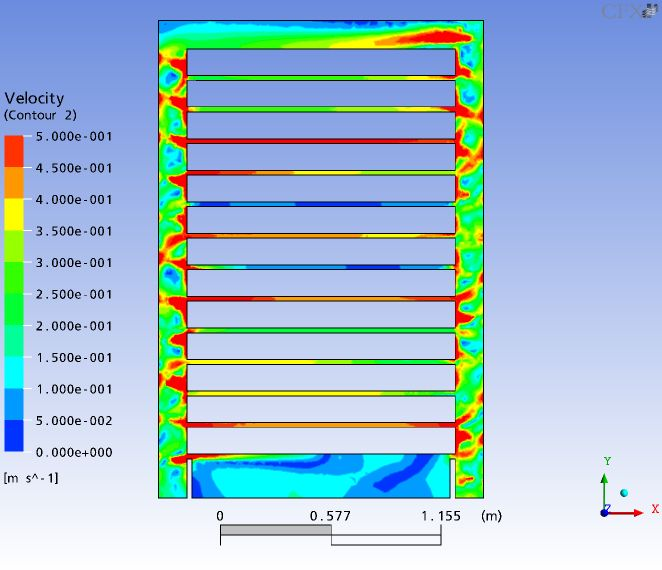 CFX
Velocity
(Contour 2)
5.000e-001
4.500e-001
4.000e-001
3.500e-001
3.000e-001
2.500e-001
2.000e-001
1.500e-001
1.000e-001
5.000e-002
0.000e+000
[m s^-1]
0 0.577 1.155 (m)
Y
Z X